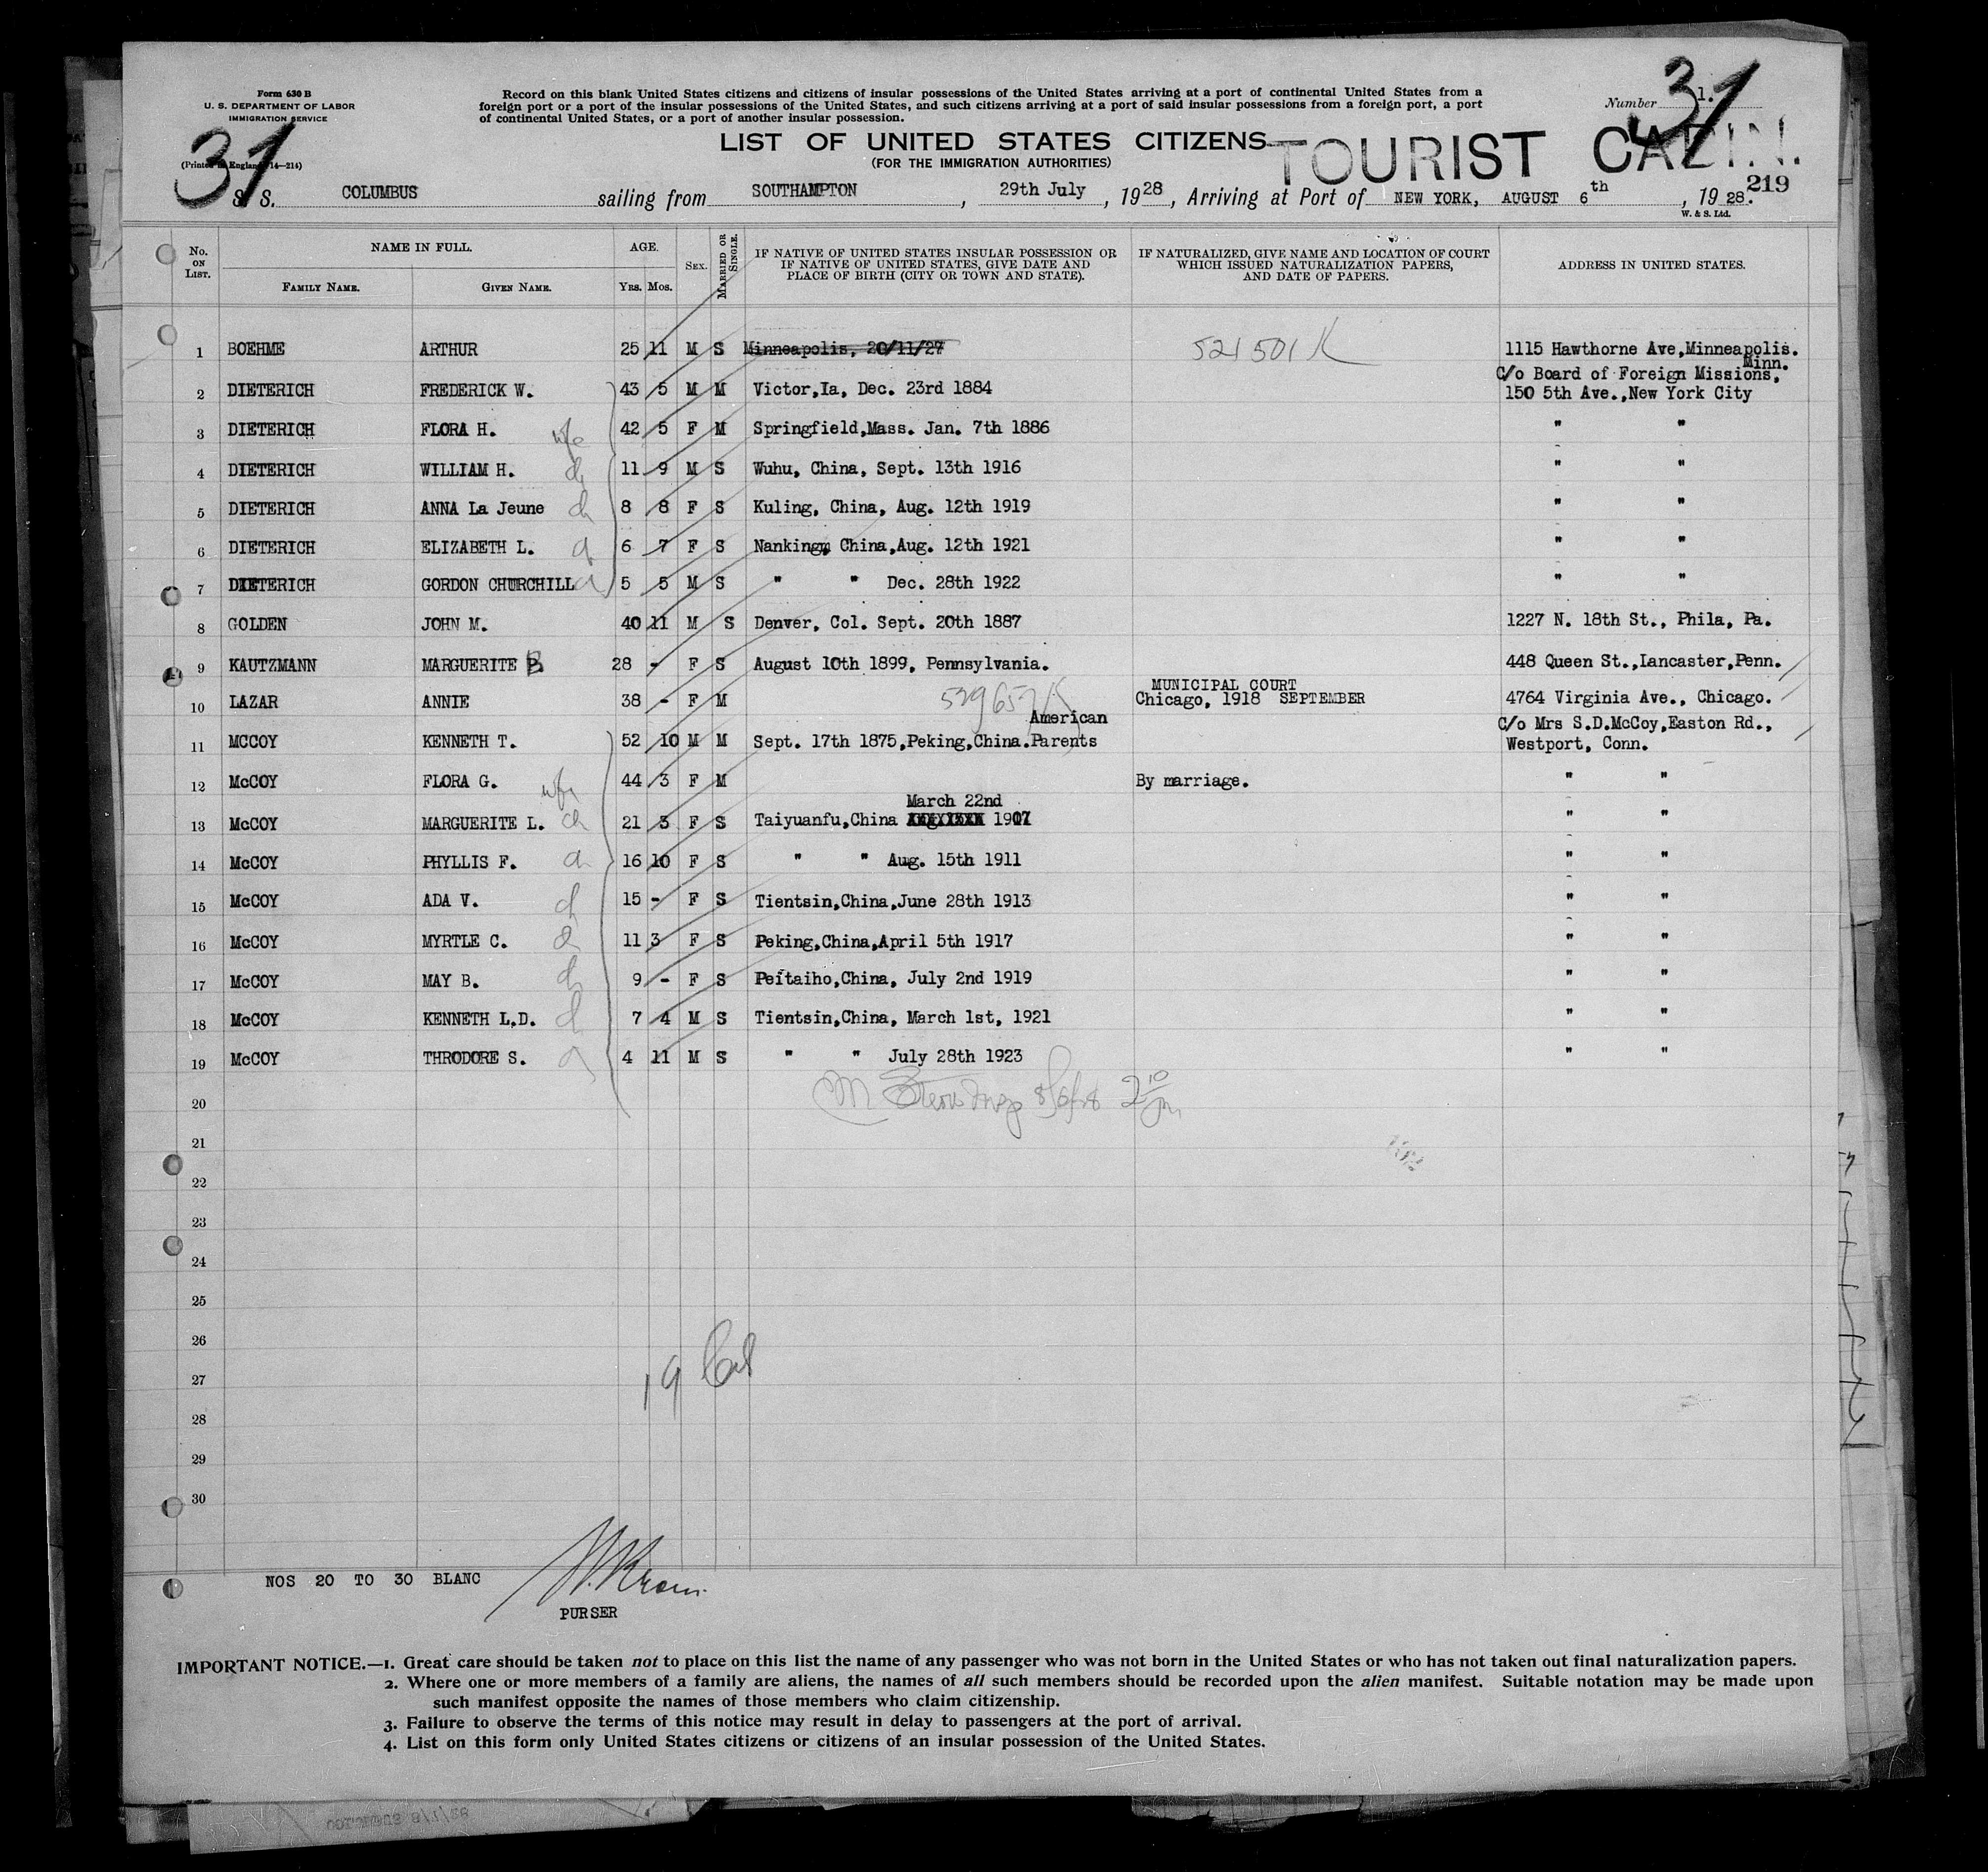 Form 630 B
U. S. DEPARTMENT OF LABOR
IMMIGRATION SERVICE
Record on this blank United States citizens and citizens of insular possessions of the United States arriving at a port of continental United States from a
foreign port or a port of the insular possessions of the United States, and such citizens arriving at a port of said insular possessions from a foreign port, a port
of continental United States, or a port of another insular possession.
Number 1.
31
31
(Printed in England 14—214)
LIST OF UNITED STATES CITIZENS
(FOR THE IMMIGRATION AUTHORITIES)
TOURIST CABIN.
219
S. S. COLUMBUS sailing from SOUTHAMPTON, 29th July, 1928, Arriving at Port of NEW YORK, AUGUST 6th, 1928.
W. & S. Ltd.
No. ON LIST. NAME IN FULL. AGE. SEX. MARRIED OR SINGLE. IF NATIVE OF UNITED STATES INSULAR POSSESSION OR IF NATIVE OF UNITED STATES, GIVE DATE AND PLACE OF BIRTH (CITY OR TOWN AND STATE). IF NATURALIZED, GIVE NAME AND LOCATION OF COURT WHICH ISSUED NATURALIZATION PAPERS, AND DATE OF PAPERS. ADDRESS IN UNITED STATES.
FAMILY NAME. GIVEN NAME. YRS. MOS.
1 BOEHME ARTHUR 25 11 M S Minneapolis, 20/11/27 521501K 1115 Hawthorne Ave,Minneapolis. Minn.
2 DIETERICH FREDERICK W. 43 5 M M Victor,Ia, Dec. 23rd 1884 C/o Board of Foreign Missions, 150 5th Ave.,New York City
3 DIETERICH FLORA H. wfe 42 5 F M Springfield,Mass. Jan. 7th 1886 " "
4 DIETERICH WILLIAM H. ch 11 9 M S Wuhu, China, Sept. 13th 1916 " "
5 DIETERICH ANNA La Jeune ch 8 8 F S Kuling, China, Aug. 12th 1919 " "
6 DIETERICH ELIZABETH L. ch 6 7 F S Nanking, China,Aug. 12th 1921 " "
7 DIETERICH GORDON CHURCHILL ch 5 5 M S " " Dec. 28th 1922 " "
8 GOLDEN JOHN M. 40 11 M S Denver, Col. Sept. 20th 1887 1227 N. 18th St., Phila, Pa.
9 KAUTZMANN MARGUERITE B. 28 - F S August 10th 1899, Pennsylvania. 448 Queen St.,Lancaster,Penn.
10 LAZAR ANNIE 38 - F M 529657K MUNICIPAL COURT Chicago, 1918 SEPTEMBER 4764 Virginia Ave., Chicago.
11 MCCOY KENNETH T. 52 10 M M Sept. 17th 1875,Peking,China. American Parents C/o Mrs S.D.McCoy,Easton Rd., Westport, Conn.
12 McCOY FLORA G. wfe 44 3 F M By marriage. " "
13 McCOY MARGUERITE L. ch 21 3 F S Taiyuanfu,China March 22nd 1907 " "
14 McCOY PHYLLIS F. ch 16 10 F S " " Aug. 15th 1911 " "
15 McCOY ADA V. ch 15 - F S Tientsin,China,June 28th 1913 " "
16 McCOY MYRTLE C. ch 11 3 F S Peking,China,April 5th 1917 " "
17 McCOY MAY B. ch 9 - F S Peitaiho,China, July 2nd 1919 " "
18 McCOY KENNETH L.D. ch 7 4 M S Tientsin,China, March 1st, 1921 " "
19 McCOY THRODORE S. ch 4 11 M S " " July 28th 1923 " "
20
21
22
23
24
25
26
27
28
29
30
19
NOS 20 TO 30 BLANC
PURSER
IMPORTANT NOTICE.—1. Great care should be taken not to place on this list the name of any passenger who was not born in the United States or who has not taken out final naturalization papers.
2. Where one or more members of a family are aliens, the names of all such members should be recorded upon the alien manifest. Suitable notation may be made upon
such manifest opposite the names of those members who claim citizenship.
3. Failure to observe the terms of this notice may result in delay to passengers at the port of arrival.
4. List on this form only United States citizens or citizens of an insular possession of the United States.